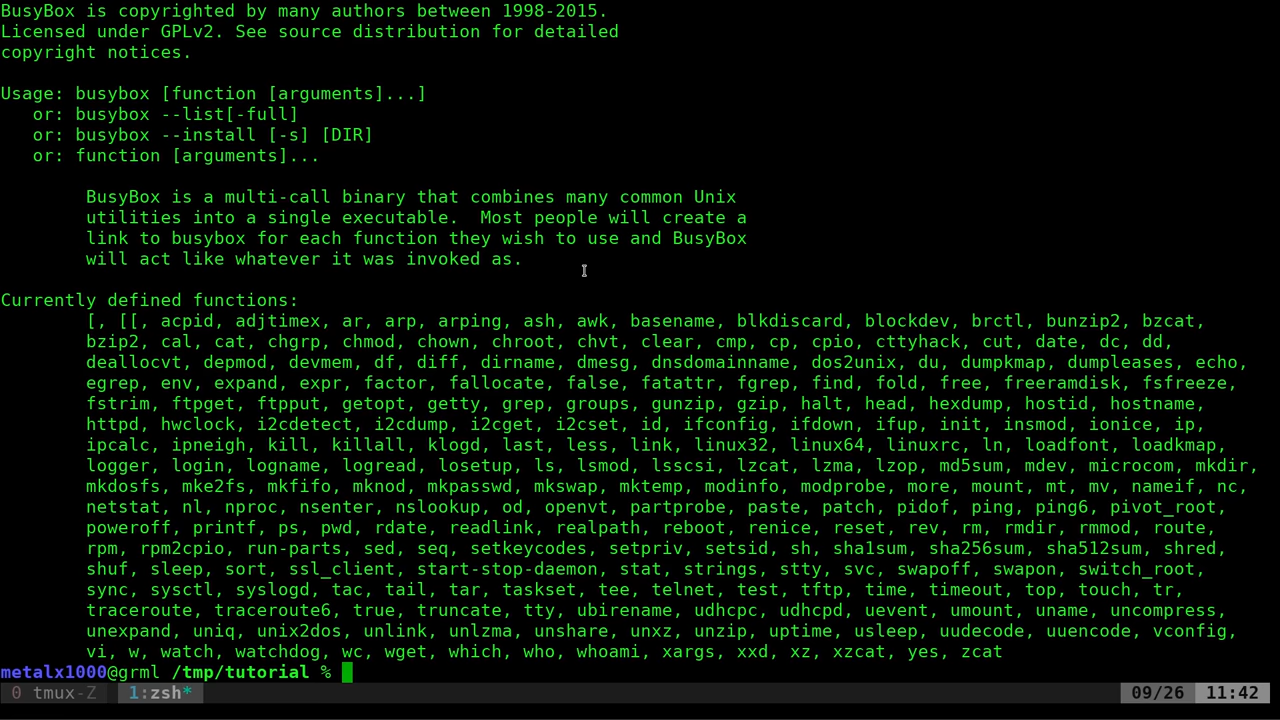 BusyBox is copyrighted by many authors between 1998-2015.
Licensed under GPLv2. See source distribution for detailed
copyright notices.
Usage: busybox [function [arguments]...]
   or: busybox --list[-full]
   or: busybox --install [-s] [DIR]
   or: function [arguments]...
        BusyBox is a multi-call binary that combines many common Unix
        utilities into a single executable.  Most people will create a
        link to busybox for each function they wish to use and BusyBox
        will act like whatever it was invoked as.
Currently defined functions:
        [, [[, acpid, adjtimex, ar, arp, arping, ash, awk, basename, blkdiscard, blockdev, brctl, bunzip2, bzcat,
        bzip2, cal, cat, chgrp, chmod, chown, chroot, chvt, clear, cmp, cp, cpio, cttyhack, cut, date, dc, dd,
        deallocvt, depmod, devmem, df, diff, dirname, dmesg, dnsdomainname, dos2unix, du, dumpkmap, dumpleases, echo,
        egrep, env, expand, expr, factor, fallocate, false, fatattr, fgrep, find, fold, free, freeramdisk, fsfreeze,
        fstrim, ftpget, ftpput, getopt, getty, grep, groups, gunzip, gzip, halt, head, hexdump, hostid, hostname,
        httpd, hwclock, i2cdetect, i2cdump, i2cget, i2cset, id, ifconfig, ifdown, ifup, init, insmod, ionice, ip,
        ipcalc, ipneigh, kill, killall, klogd, last, less, link, linux32, linux64, linuxrc, ln, loadfont, loadkmap,
        logger, login, logname, logread, losetup, ls, lsmod, lsscsi, lzcat, lzma, lzop, md5sum, mdev, microcom, mkdir,
        mkdosfs, mke2fs, mkfifo, mknod, mkpasswd, mkswap, mktemp, modinfo, modprobe, more, mount, mt, mv, nameif, nc,
        netstat, nl, nproc, nsenter, nslookup, od, openvt, partprobe, paste, patch, pidof, ping, ping6, pivot_root,
        poweroff, printf, ps, pwd, rdate, readlink, realpath, reboot, renice, reset, rev, rm, rmdir, rmmod, route,
        rpm, rpm2cpio, run-parts, sed, seq, setkeycodes, setpriv, setsid, sh, sha1sum, sha256sum, sha512sum, shred,
        shuf, sleep, sort, ssl_client, start-stop-daemon, stat, strings, stty, svc, swapoff, swapon, switch_root,
        sync, sysctl, syslogd, tac, tail, tar, taskset, tee, telnet, test, tftp, time, timeout, top, touch, tr,
        traceroute, traceroute6, true, truncate, tty, ubirename, udhcpc, udhcpd, uevent, umount, uname, uncompress,
        unexpand, uniq, unix2dos, unlink, unlzma, unshare, unxz, unzip, uptime, usleep, uudecode, uuencode, vconfig,
        vi, w, watch, watchdog, wc, wget, which, who, whoami, xargs, xxd, xz, xzcat, yes, zcat
metalx1000@grml /tmp/tutorial %
0 tmux-Z  1:zsh*  09/26  11:42